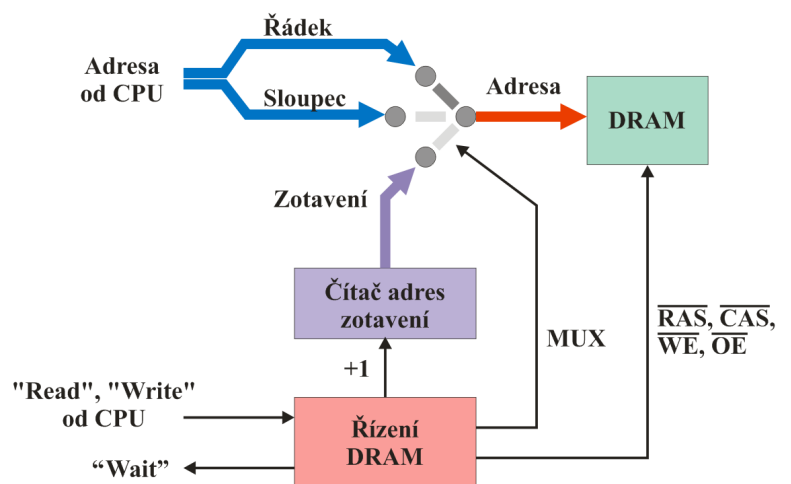 Řádek
Adresa
od CPU
Sloupec
Adresa
DRAM
Zotavení
Čítač adres
zotavení
RAS, CAS,
WE, OE
MUX
+1
"Read", "Write"
od CPU
Řízení
DRAM
“Wait”